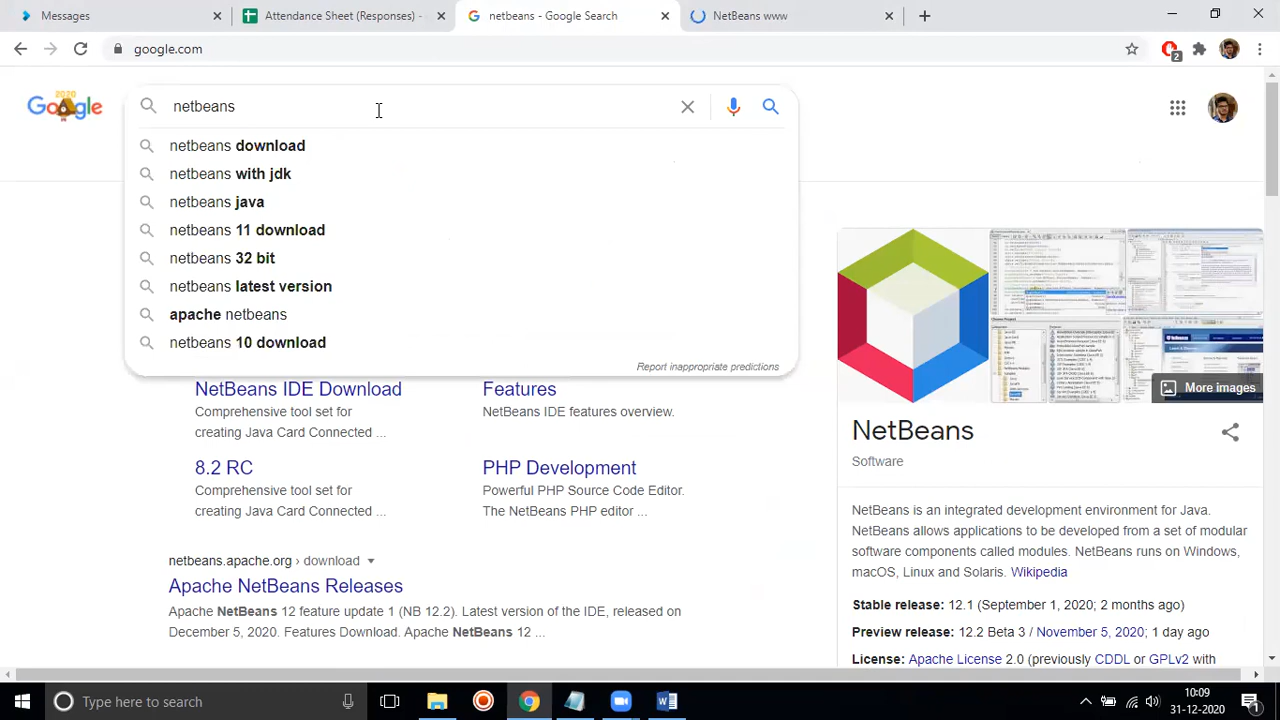 Messages
Attendance Sheet (Responses) -
netbeans - Google Search
NetBeans www
google.com
2
2020
Google
netbeans
netbeans download
netbeans with jdk
netbeans java
netbeans 11 download
netbeans 32 bit
netbeans latest version
apache netbeans
netbeans 10 download
Report inappropriate predictions
NetBeans IDE Download
Comprehensive tool set for
creating Java Card Connected ...
Features
NetBeans IDE features overview.
8.2 RC
Comprehensive tool set for
creating Java Card Connected ...
PHP Development
Powerful PHP Source Code Editor.
The NetBeans PHP editor ...
netbeans.apache.org › download
Apache NetBeans Releases
Apache NetBeans 12 feature update 1 (NB 12.2). Latest version of the IDE, released on
December 5, 2020. Features Download. Apache NetBeans 12 ...
More images
NetBeans
Software
NetBeans is an integrated development environment for Java.
NetBeans allows applications to be developed from a set of modular
software components called modules. NetBeans runs on Windows,
macOS, Linux and Solaris. Wikipedia
Stable release: 12.1 (September 1, 2020; 2 months ago)
Preview release: 12.2 Beta 3 / November 5, 2020; 1 day ago
License: Apache License 2.0 (previously CDDL or GPLv2 with
Type here to search
10:09
31-12-2020
1